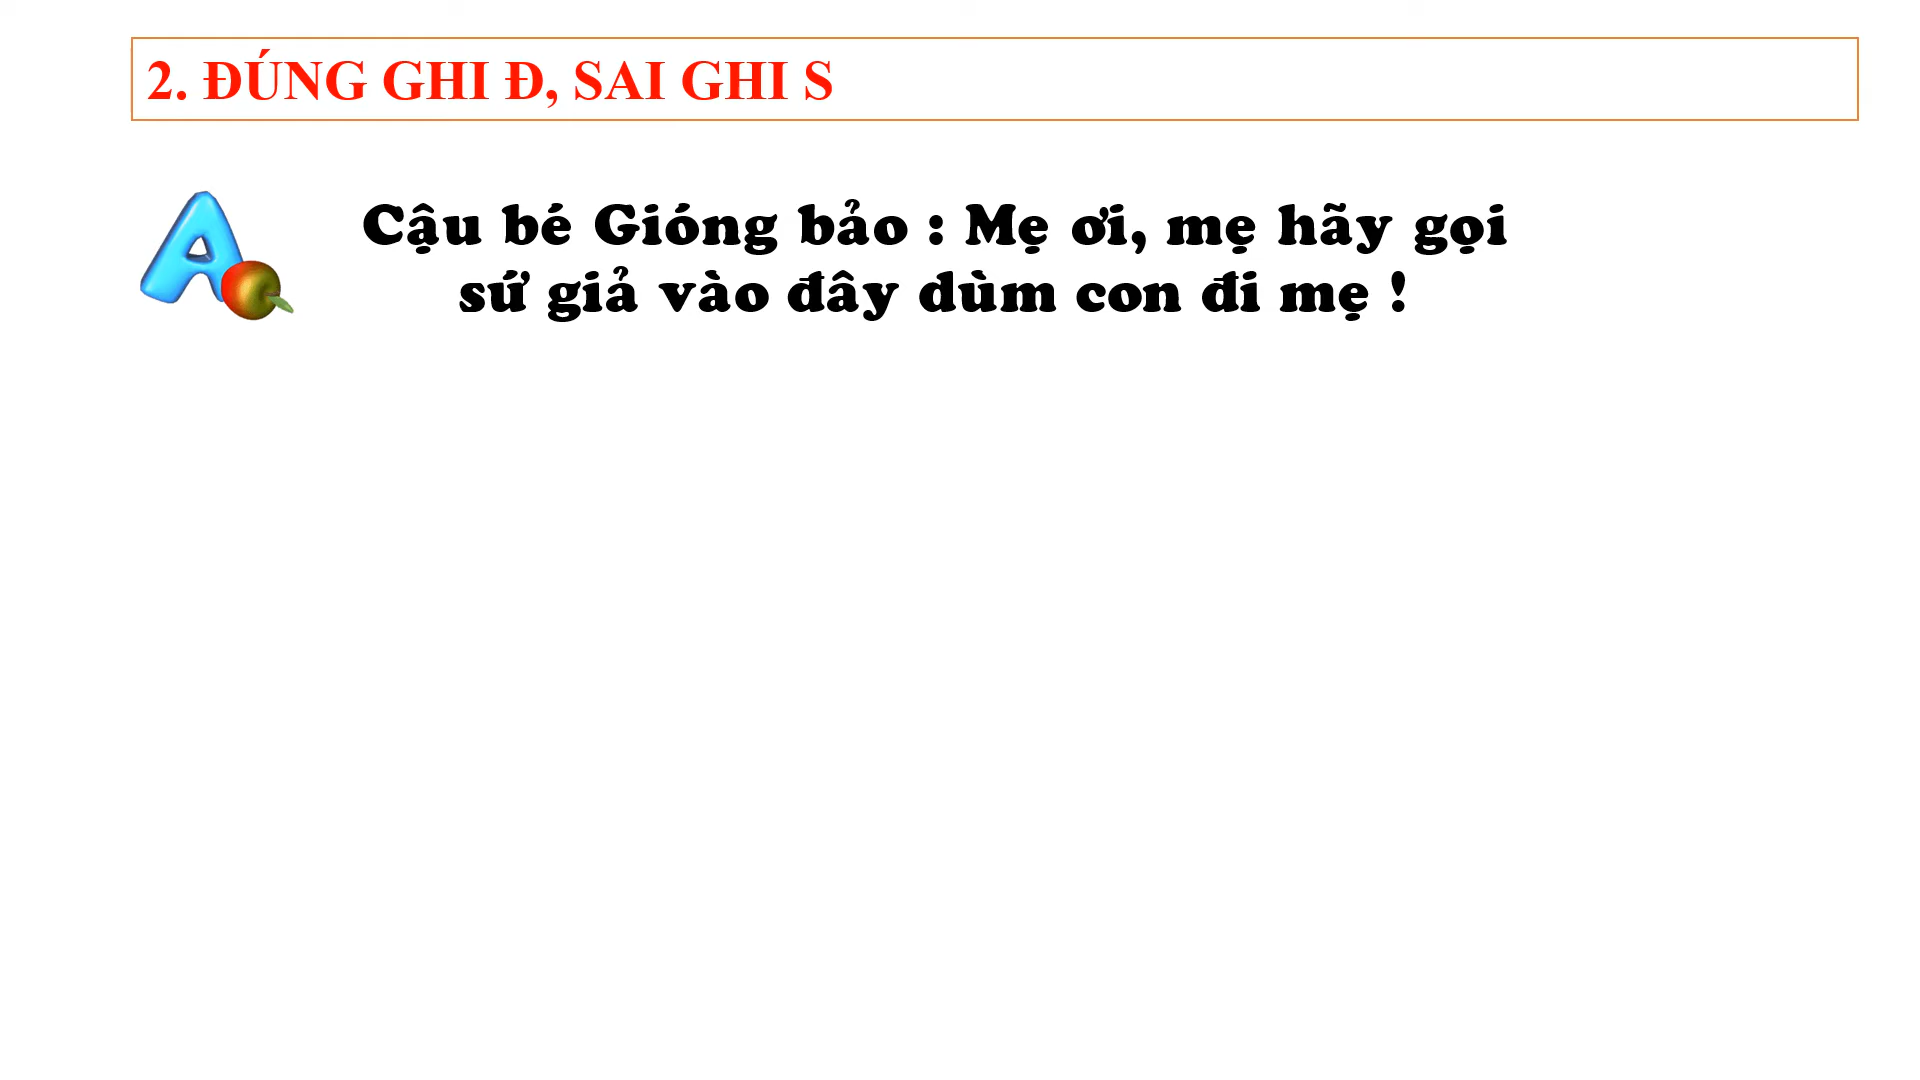 2. ĐÚNG GHI Đ, SAI GHI S
A
Cậu bé Gióng bảo : Mẹ ơi, mẹ hãy gọi
sứ giả vào đây dùm con đi mẹ !